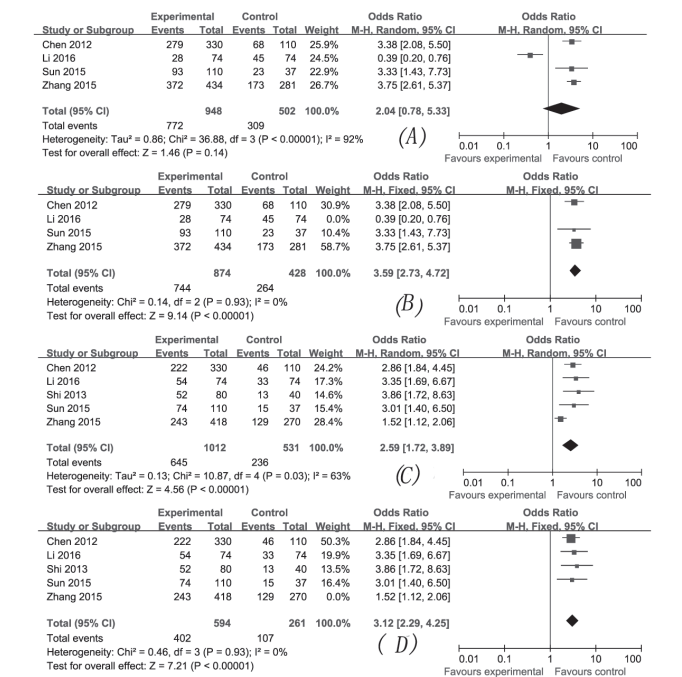 Experimental Control Odds Ratio Odds Ratio
Study or Subgroup Events Total Events Total Weight M-H, Random, 95% CI M-H, Random, 95% CI
Chen 2012 279 330 68 110 25.9% 3.38 [2.08, 5.50]
Li 2016 28 74 45 74 24.5% 0.39 [0.20, 0.76]
Sun 2015 93 110 23 37 22.9% 3.33 [1.43, 7.73]
Zhang 2015 372 434 173 281 26.7% 3.75 [2.61, 5.37]
Total (95% CI) 948 502 100.0% 2.04 [0.78, 5.33]
Total events 772 309
Heterogeneity: Tau² = 0.86; Chi² = 36.88, df = 3 (P < 0.00001); I² = 92%
Test for overall effect: Z = 1.46 (P = 0.14)
(A)
0.01 0.1 1 10 100
Favours experimental Favours control
Experimental Control Odds Ratio Odds Ratio
Study or Subgroup Events Total Events Total Weight M-H, Fixed, 95% CI M-H, Fixed, 95% CI
Chen 2012 279 330 68 110 30.9% 3.38 [2.08, 5.50]
Li 2016 28 74 45 74 0.0% 0.39 [0.20, 0.76]
Sun 2015 93 110 23 37 10.4% 3.33 [1.43, 7.73]
Zhang 2015 372 434 173 281 58.7% 3.75 [2.61, 5.37]
Total (95% CI) 874 428 100.0% 3.59 [2.73, 4.72]
Total events 744 264
Heterogeneity: Chi² = 0.14, df = 2 (P = 0.93); I² = 0%
Test for overall effect: Z = 9.14 (P < 0.00001)
(B)
0.01 0.1 1 10 100
Favours experimental Favours control
Experimental Control Odds Ratio Odds Ratio
Study or Subgroup Events Total Events Total Weight M-H, Random, 95% CI M-H, Random, 95% CI
Chen 2012 222 330 46 110 24.2% 2.86 [1.84, 4.45]
Li 2016 54 74 33 74 17.3% 3.35 [1.69, 6.67]
Shi 2013 52 80 13 40 14.6% 3.86 [1.72, 8.63]
Sun 2015 74 110 15 37 15.5% 3.01 [1.40, 6.50]
Zhang 2015 243 418 129 270 28.4% 1.52 [1.12, 2.06]
Total (95% CI) 1012 531 100.0% 2.59 [1.72, 3.89]
Total events 645 236
Heterogeneity: Tau² = 0.13; Chi² = 10.87, df = 4 (P = 0.03); I² = 63%
Test for overall effect: Z = 4.56 (P < 0.00001)
(C)
0.01 0.1 1 10 100
Favours experimental Favours control
Experimental Control Odds Ratio Odds Ratio
Study or Subgroup Events Total Events Total Weight M-H, Fixed, 95% CI M-H, Fixed, 95% CI
Chen 2012 222 330 46 110 50.3% 2.86 [1.84, 4.45]
Li 2016 54 74 33 74 19.9% 3.35 [1.69, 6.67]
Shi 2013 52 80 13 40 13.5% 3.86 [1.72, 8.63]
Sun 2015 74 110 15 37 16.4% 3.01 [1.40, 6.50]
Zhang 2015 243 418 129 270 0.0% 1.52 [1.12, 2.06]
Total (95% CI) 594 261 100.0% 3.12 [2.29, 4.25]
Total events 402 107
Heterogeneity: Chi² = 0.46, df = 3 (P = 0.93); I² = 0%
Test for overall effect: Z = 7.21 (P < 0.00001)
(D)
0.01 0.1 1 10 100
Favours experimental Favours control